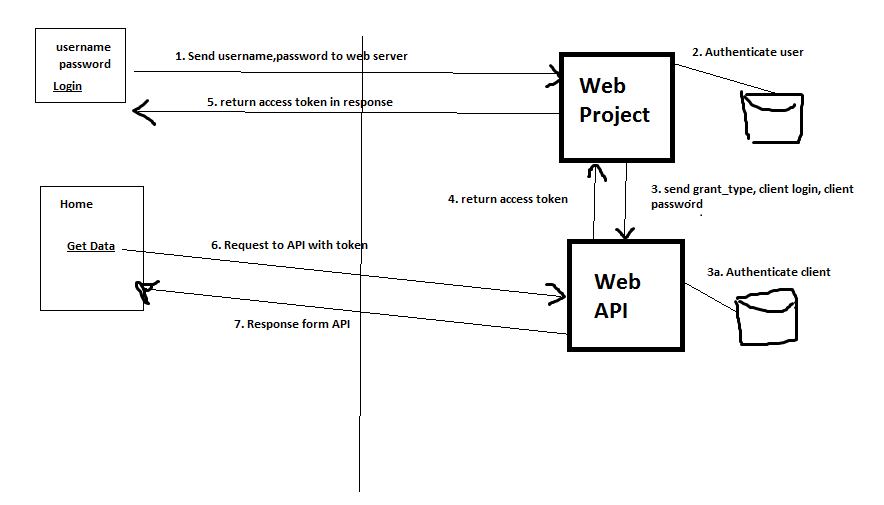 username
password
Login
1. Send username,password to web server
5. return access token in response
Web
Project
2. Authenticate user
4. return access token
3. send grant_type, client login, client
password
Home
Get Data
6. Request to API with token
7. Response form API
Web
API
3a. Authenticate client